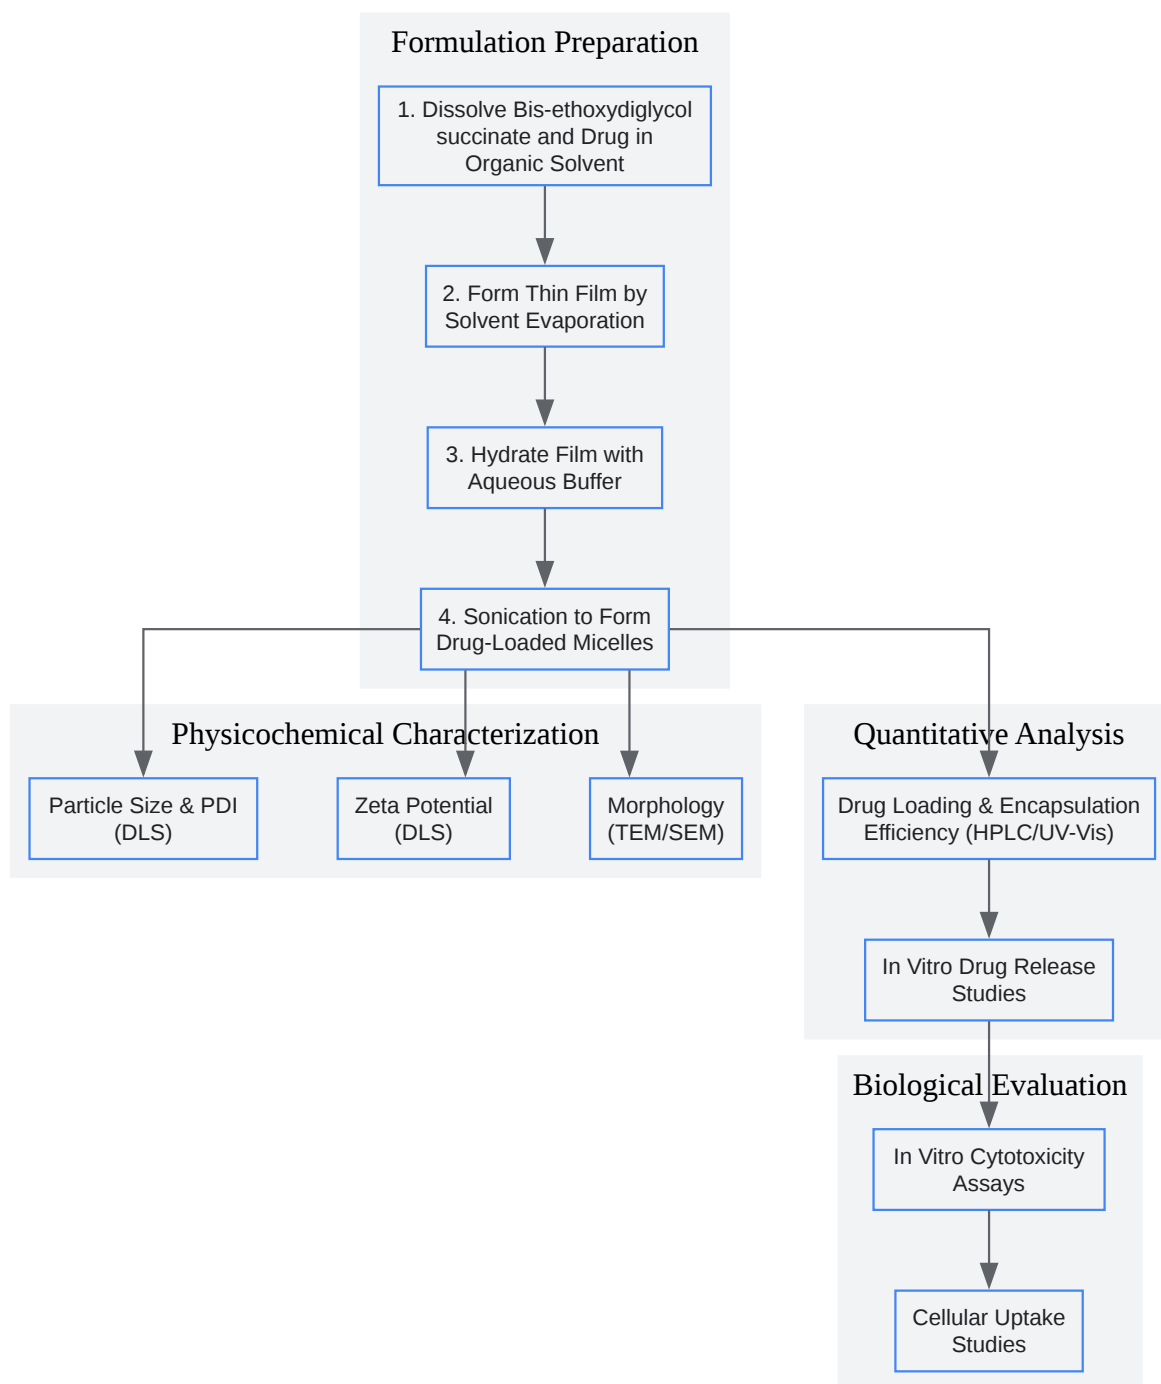 Formulation Preparation
1. Dissolve Bis-ethoxydiglycol
succinate and Drug in
Organic Solvent
2. Form Thin Film by
Solvent Evaporation
3. Hydrate Film with
Aqueous Buffer
4. Sonication to Form
Drug-Loaded Micelles
Physicochemical Characterization
Particle Size & PDI
(DLS)
Zeta Potential
(DLS)
Morphology
(TEM/SEM)
Quantitative Analysis
Drug Loading & Encapsulation
Efficiency (HPLC/UV-Vis)
In Vitro Drug Release
Studies
Biological Evaluation
In Vitro Cytotoxicity
Assays
Cellular Uptake
Studies